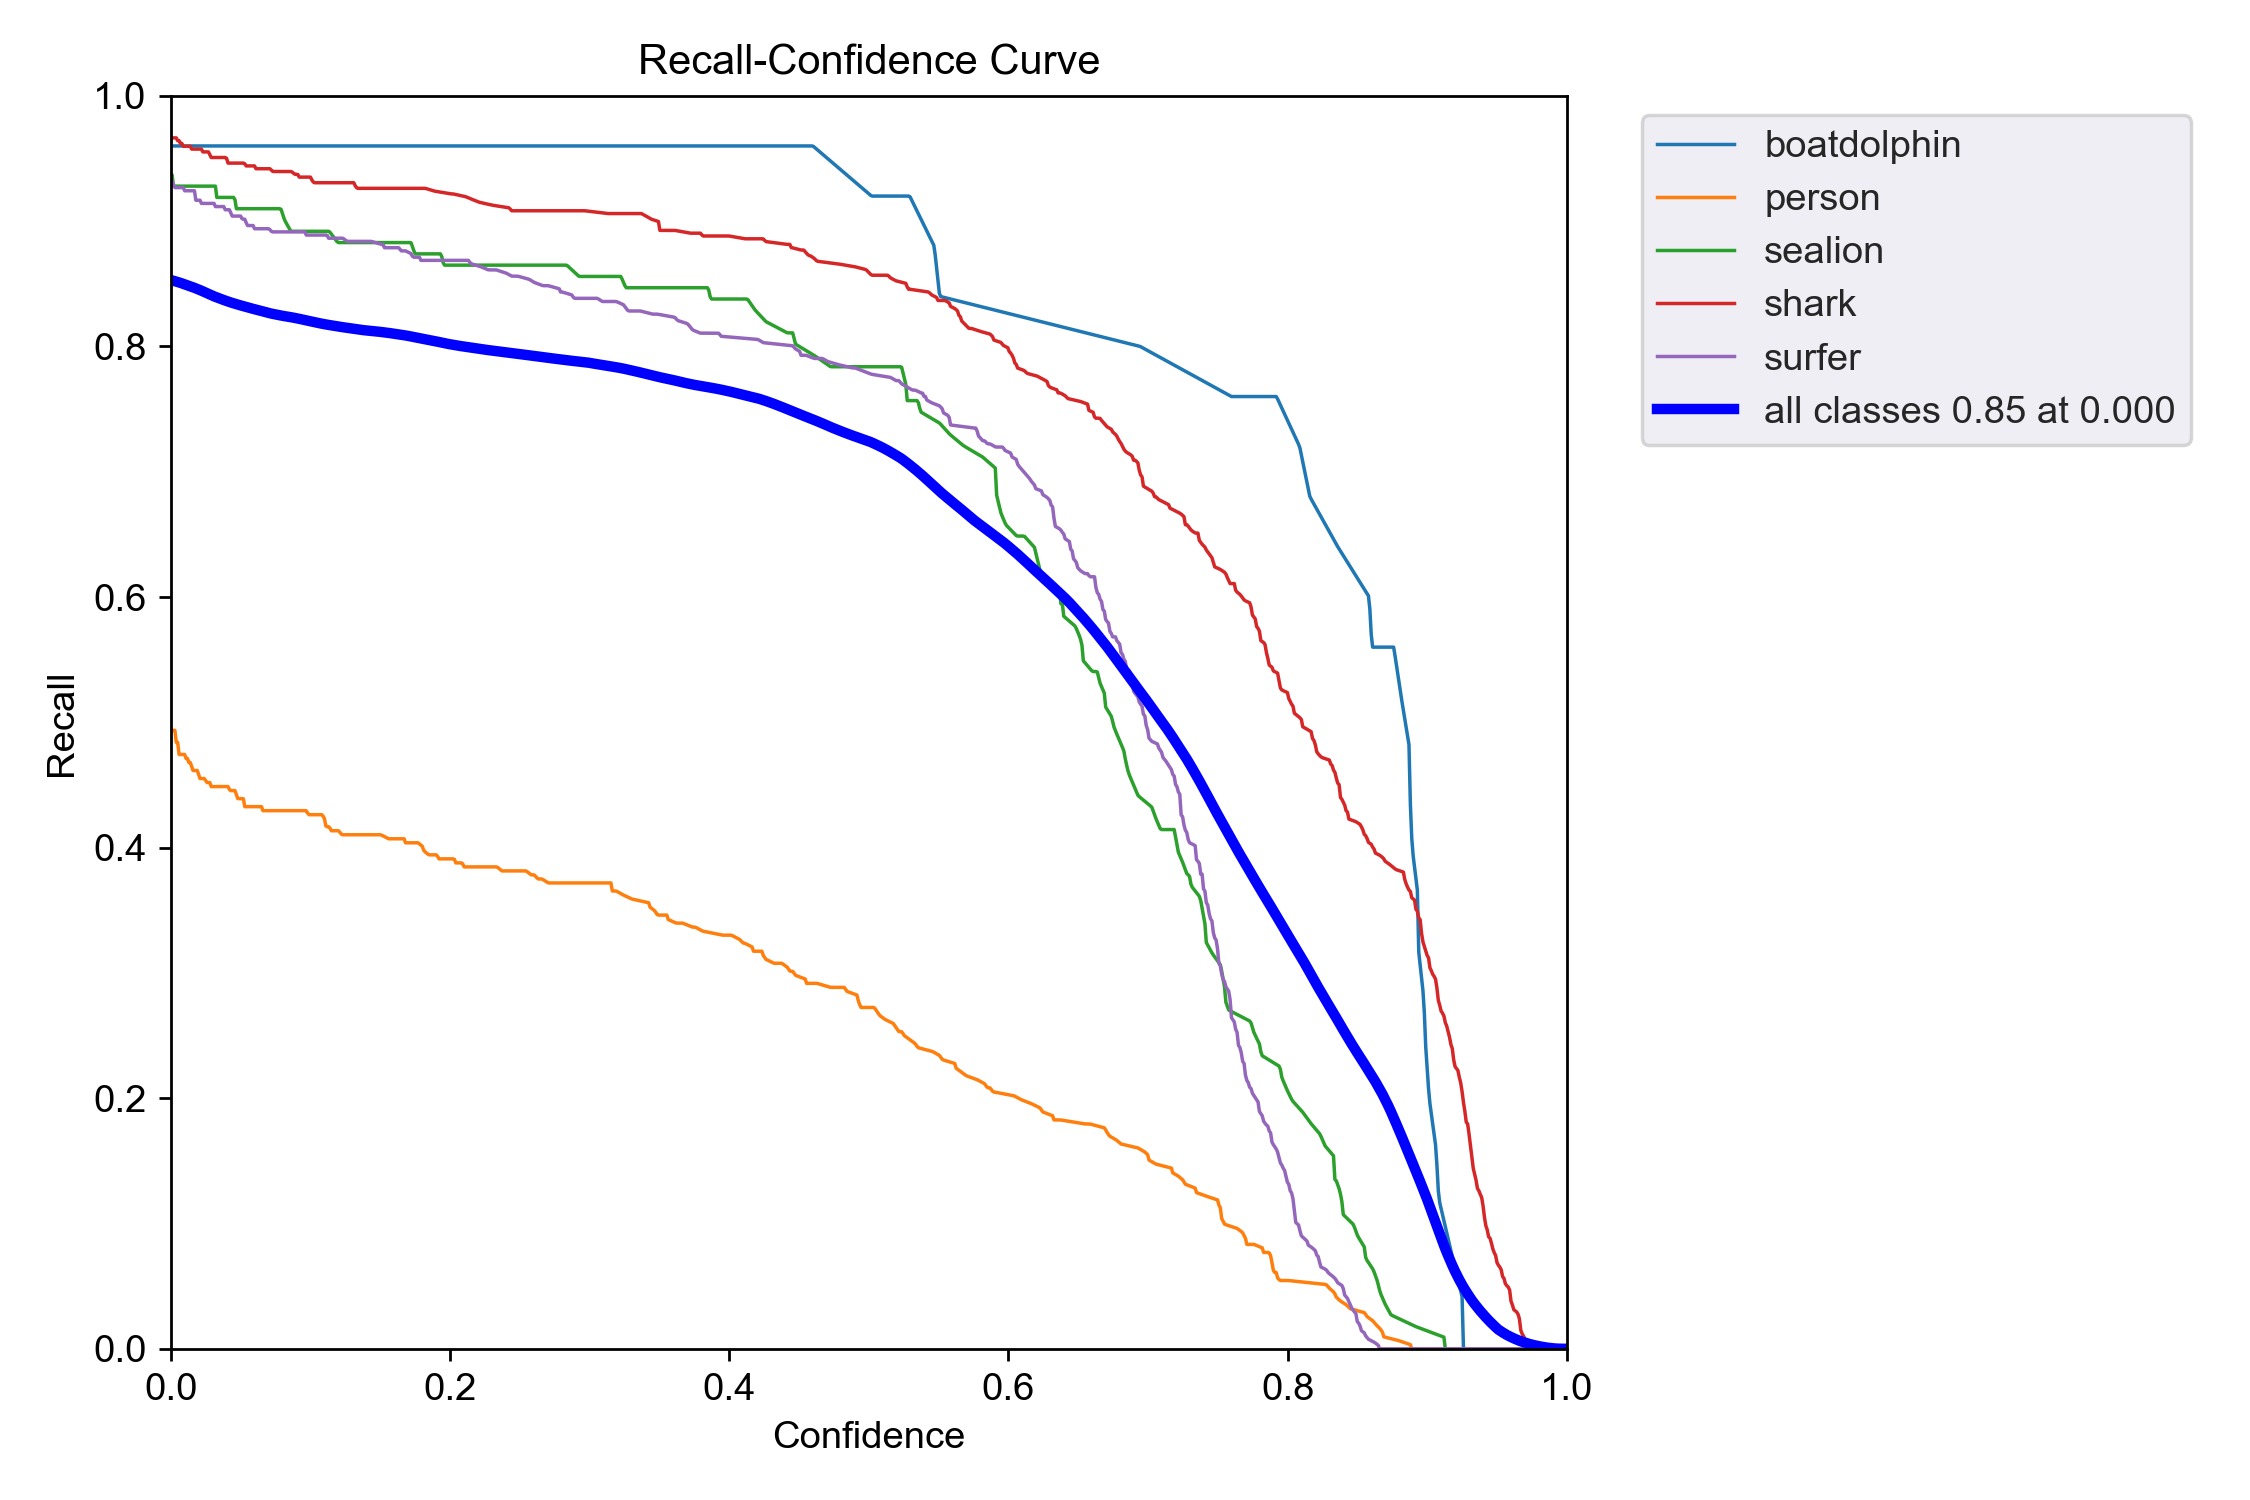 Recall-Confidence Curve
1.0
0.8
0.6
0.4
0.2
0.0
Recall
0.0 0.2 0.4 0.6 0.8 1.0
Confidence
boatdolphin
person
sealion
shark
surfer
all classes 0.85 at 0.000